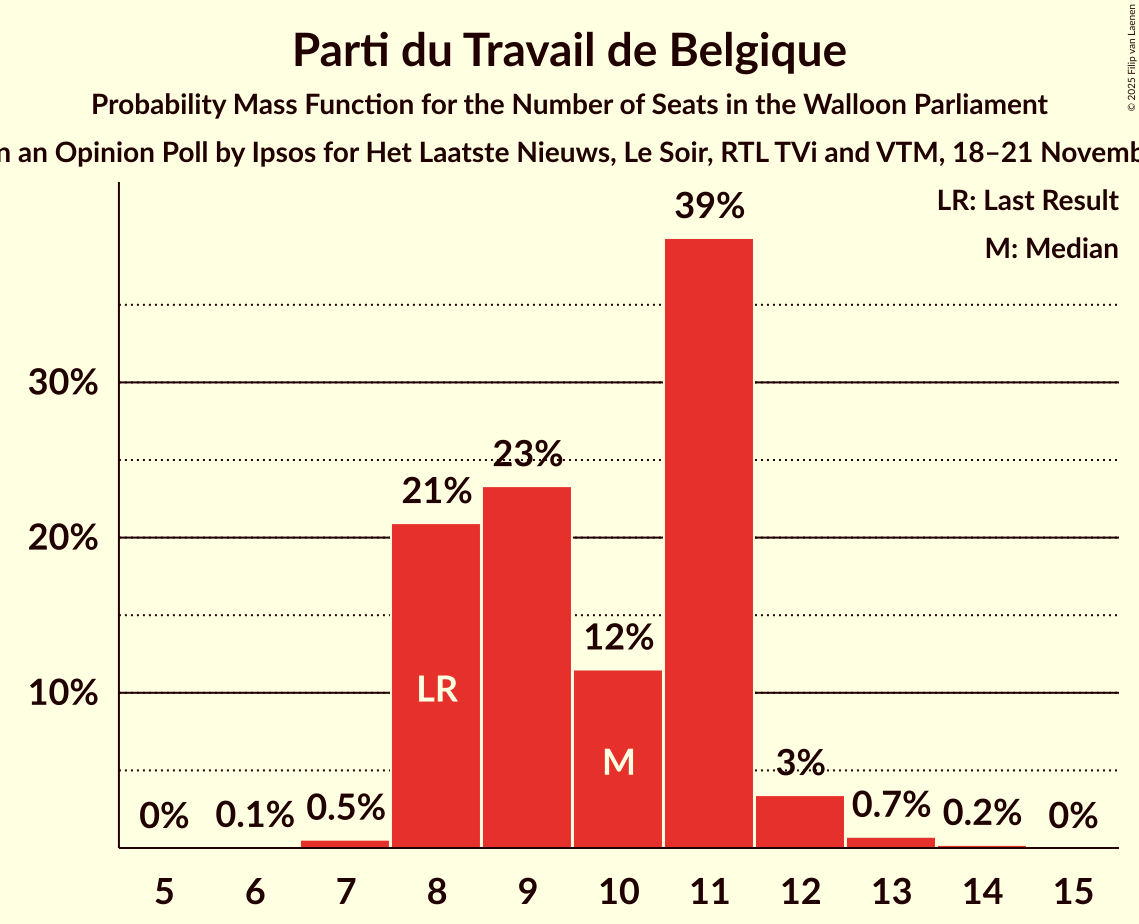 © 2025 Filip van Laenen
Parti du Travail de Belgique
Probability Mass Function for the Number of Seats in the Walloon Parliament
an Opinion Poll by Ipsos for Het Laatste Nieuws, Le Soir, RTL TVi and VTM, 18–21
LR: Last Result
M: Median
39%
30%
23%
21%
20%
12%
10%
LR
M
3%
0% 0.1% 0.5% 0.7% 0.2% 0%
5 6 7 8 9 10 11 12 13 14 15